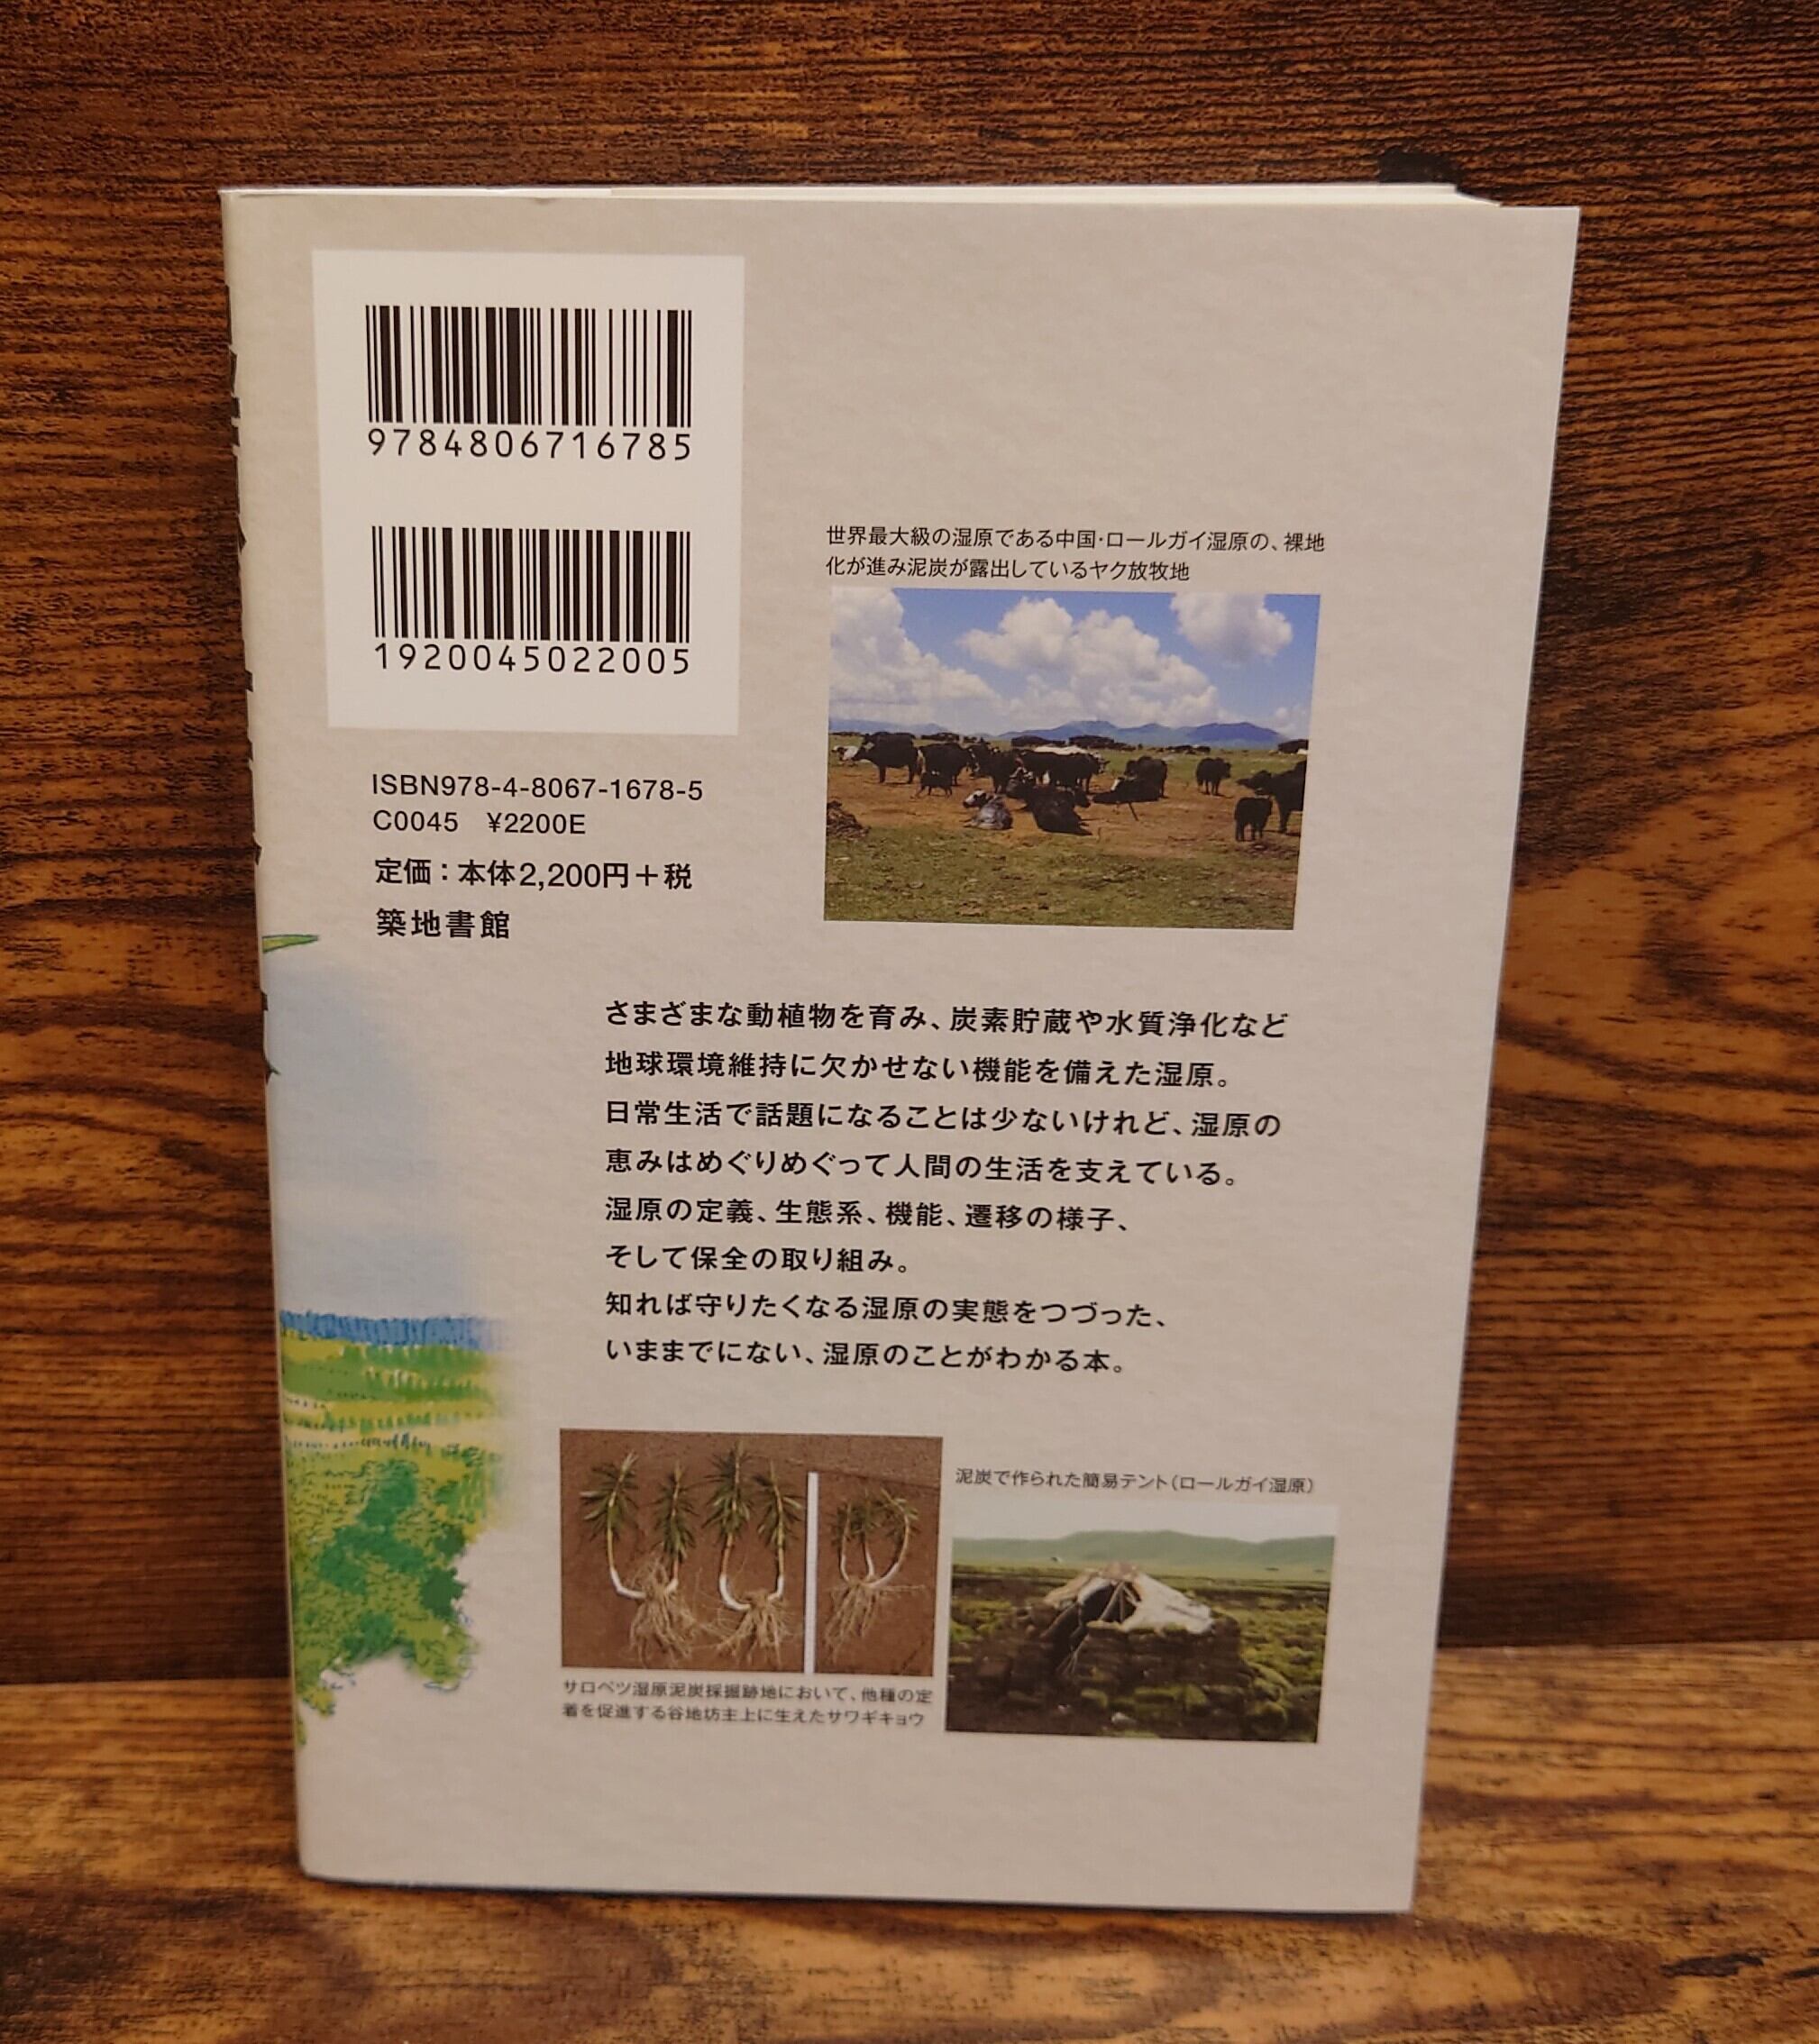 9784806716785
1920045022005
ISBN978-4-8067-1678-5
C0045 ¥2200E
定価：本体2,200円＋税
築地書館
世界最大級の湿原である中国・ロールガイ湿原の、裸地
化が進み泥炭が露出しているヤク放牧地
さまざまな動植物を育み、炭素貯蔵や水質浄化など
地球環境維持に欠かせない機能を備えた湿原。
日常生活で話題になることは少ないけれど、湿原の
恵みはめぐりめぐって人間の生活を支えている。
湿原の定義、生態系、機能、遷移の様子、
そして保全の取り組み。
知れば守りたくなる湿原の実態をつづった、
いままでにない、湿原のことがわかる本。
泥炭で作られた簡易テント（ロールガイ湿原）
サロベツ湿原泥炭採掘跡地において、他種の定
着を促進する谷地坊主上に生えたサワギキョウ